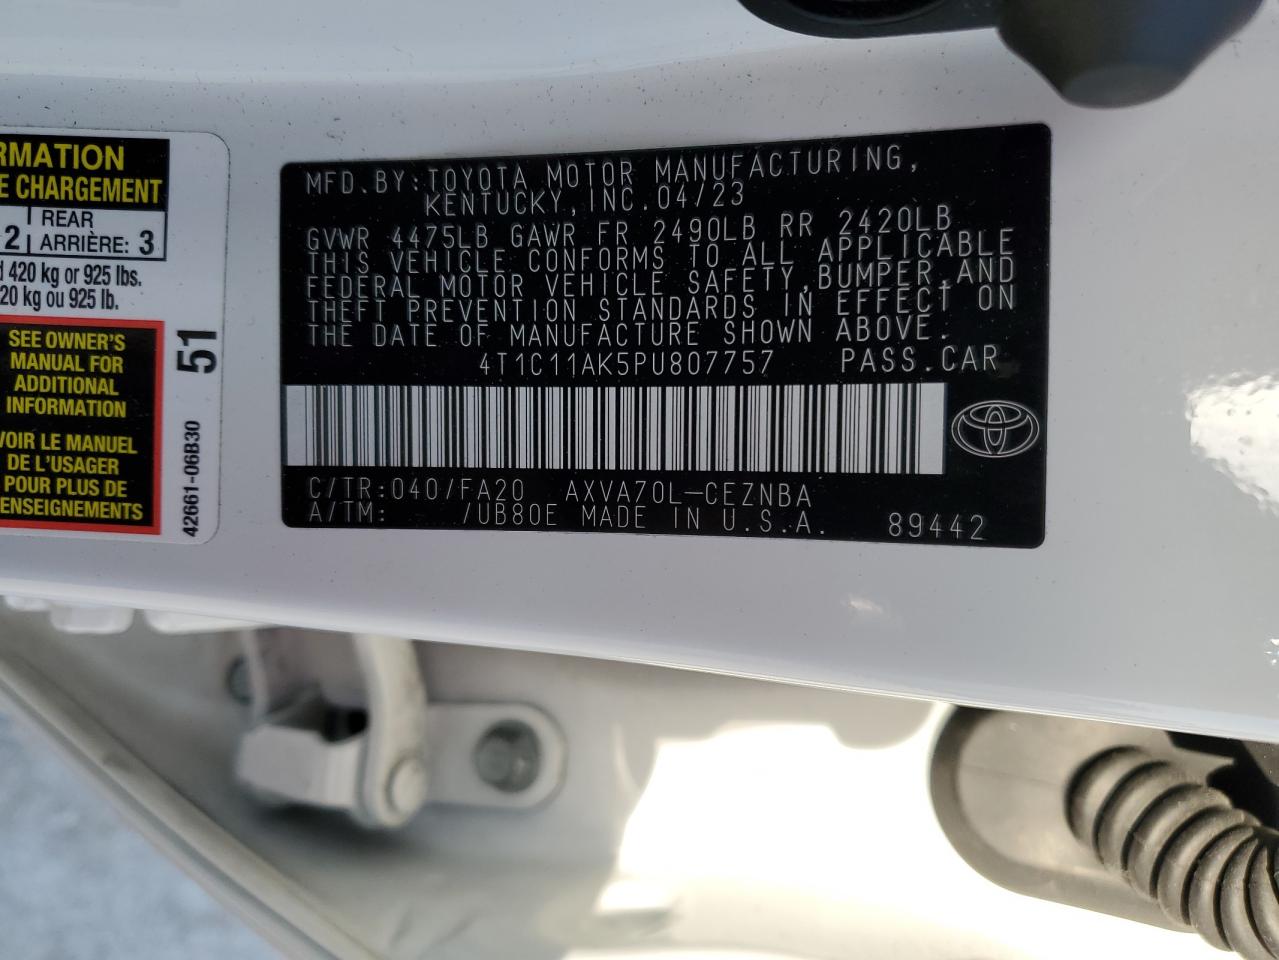 RMATION
E CHARGEMENT
2 REAR
ARRIÈRE: 3
420 kg or 925 lbs.
20 kg ou 925 lb.
SEE OWNER'S
MANUAL FOR
ADDITIONAL
INFORMATION
VOIR LE MANUEL
DE L'USAGER
POUR PLUS DE
ENSEIGNEMENTS
51
42661-06B30
MFD.BY:TOYOTA MOTOR MANUFACTURING,
KENTUCKY,INC.04/23
GVWR 4475LB GAWR FR 2490LB RR 2420LB
THIS VEHICLE CONFORMS TO ALL APPLICABLE
FEDERAL MOTOR VEHICLE SAFETY,BUMPER,AND
THEFT PREVENTION STANDARDS IN EFFECT ON
THE DATE OF MANUFACTURE SHOWN ABOVE.
4T1C11AK5PU807757 PASS.CAR
C/TR:040/FA20 AXVA70L-CEZNBA
A/TM: /UB80E MADE IN U.S.A. 89442